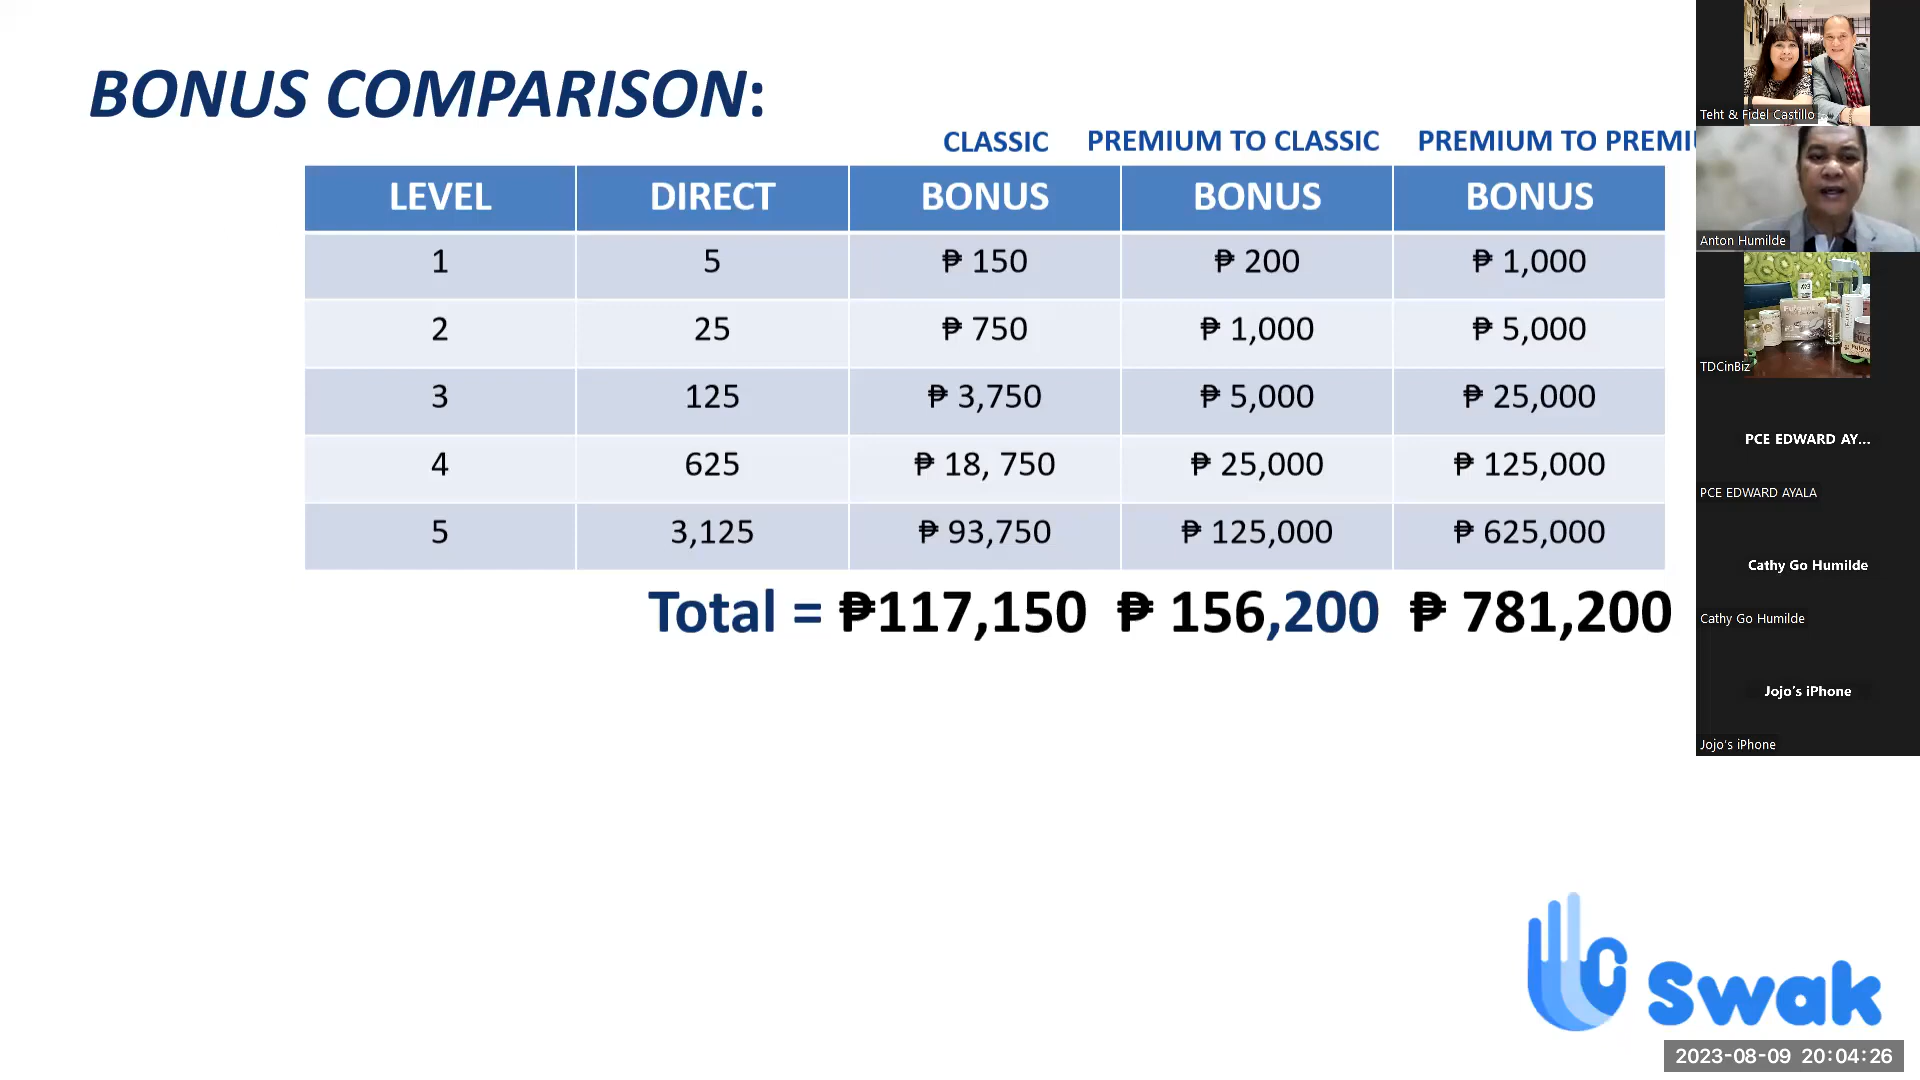 BONUS COMPARISON:
CLASSIC PREMIUM TO CLASSIC PREMIUM TO PREMI
LEVEL DIRECT BONUS BONUS BONUS
1 5 ₱ 150 ₱ 200 ₱ 1,000
2 25 ₱ 750 ₱ 1,000 ₱ 5,000
3 125 ₱ 3,750 ₱ 5,000 ₱ 25,000
4 625 ₱ 18, 750 ₱ 25,000 ₱ 125,000
5 3,125 ₱ 93,750 ₱ 125,000 ₱ 625,000
Total = ₱117,150 ₱ 156,200 ₱ 781,200
Teht & Fidel Castillo
Anton Humilde
TDCinBiz
PCE EDWARD AY...
PCE EDWARD AYALA
Cathy Go Humilde
Cathy Go Humilde
Jojo's iPhone
Jojo's iPhone
Swak
2023-08-09 20:04:26